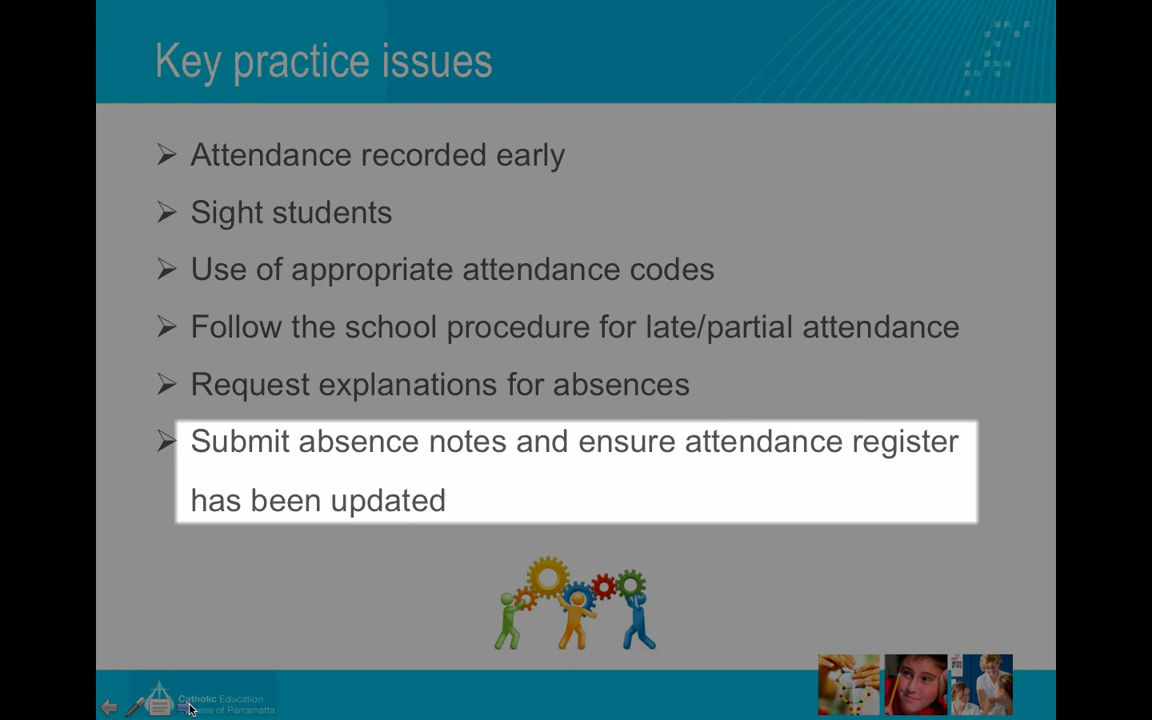 Key practice issues
Attendance recorded early
Sight students
Use of appropriate attendance codes
Follow the school procedure for late/partial attendance
Request explanations for absences
Submit absence notes and ensure attendance register
has been updated
Catholic Education
of Parramatta